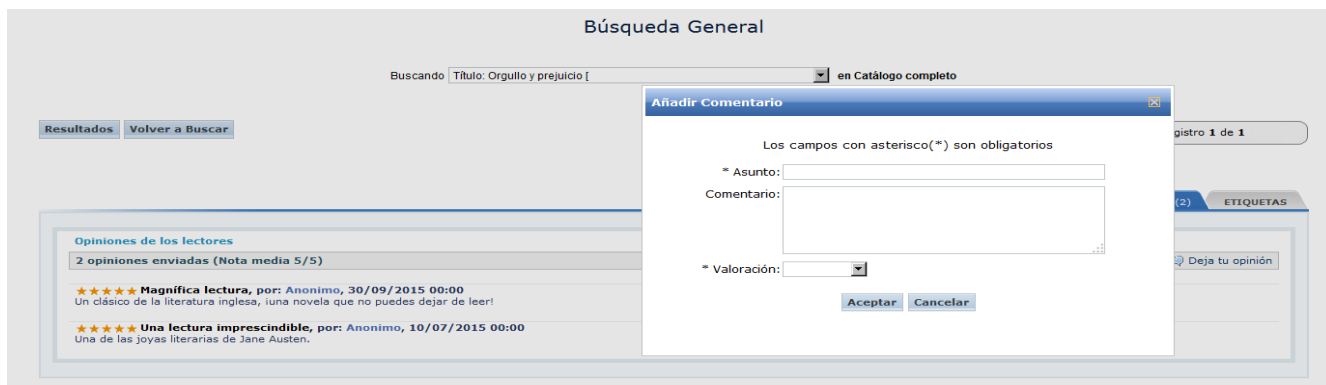 Búsqueda General
Buscando Título: Orgullo y prejuicio [ en Catálogo completo
Añadir Comentario
Resultados Volver a Buscar
gistro 1 de 1
Los campos con asterisco(*) son obligatorios
* Asunto:
Comentario:
(2) ETIQUETAS
Opiniones de los lectores
2 opiniones enviadas (Nota media 5/5)
Deja tu opinión
* Valoración:
Magnífica lectura, por: Anonimo, 30/09/2015 00:00
Un clásico de la literatura inglesa, ¡una novela que no puedes dejar de leer!
Aceptar Cancelar
Una lectura imprescindible, por: Anonimo, 10/07/2015 00:00
Una de las joyas literarias de Jane Austen.